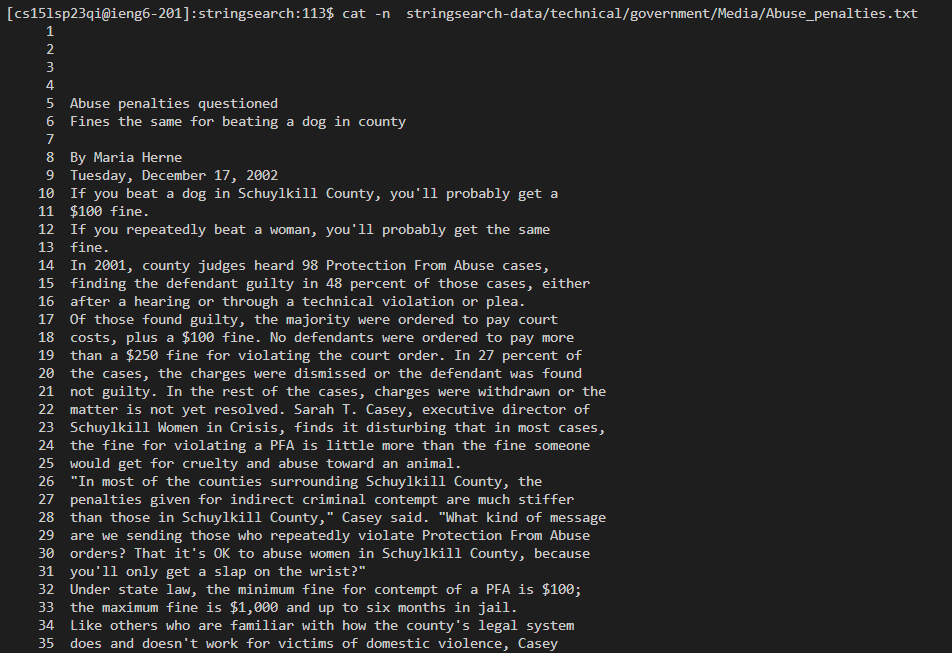 [cs15lsp23qi@ieng6-201]:stringsearch:113$ cat -n  stringsearch-data/technical/government/Media/Abuse_penalties.txt
1
2
3
4
5  Abuse penalties questioned
6  Fines the same for beating a dog in county
7
8  By Maria Herne
9  Tuesday, December 17, 2002
10  If you beat a dog in Schuylkill County, you'll probably get a
11  $100 fine.
12  If you repeatedly beat a woman, you'll probably get the same
13  fine.
14  In 2001, county judges heard 98 Protection From Abuse cases,
15  finding the defendant guilty in 48 percent of those cases, either
16  after a hearing or through a technical violation or plea.
17  Of those found guilty, the majority were ordered to pay court
18  costs, plus a $100 fine. No defendants were ordered to pay more
19  than a $250 fine for violating the court order. In 27 percent of
20  the cases, the charges were dismissed or the defendant was found
21  not guilty. In the rest of the cases, charges were withdrawn or the
22  matter is not yet resolved. Sarah T. Casey, executive director of
23  Schuylkill Women in Crisis, finds it disturbing that in most cases,
24  the fine for violating a PFA is little more than the fine someone
25  would get for cruelty and abuse toward an animal.
26  "In most of the counties surrounding Schuylkill County, the
27  penalties given for indirect criminal contempt are much stiffer
28  than those in Schuylkill County," Casey said. "What kind of message
29  are we sending those who repeatedly violate Protection From Abuse
30  orders? That it's OK to abuse women in Schuylkill County, because
31  you'll only get a slap on the wrist?"
32  Under state law, the minimum fine for contempt of a PFA is $100;
33  the maximum fine is $1,000 and up to six months in jail.
34  Like others who are familiar with how the county's legal system
35  does and doesn't work for victims of domestic violence, Casey